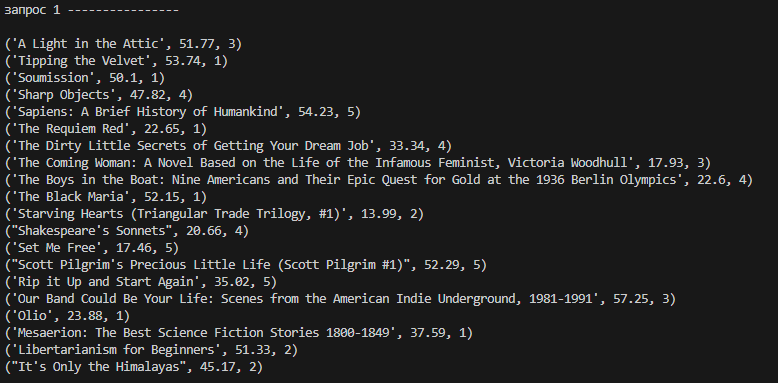 запрос 1 ----------------
('A Light in the Attic', 51.77, 3)
('Tipping the Velvet', 53.74, 1)
('Soumission', 50.1, 1)
('Sharp Objects', 47.82, 4)
('Sapiens: A Brief History of Humankind', 54.23, 5)
('The Requiem Red', 22.65, 1)
('The Dirty Little Secrets of Getting Your Dream Job', 33.34, 4)
('The Coming Woman: A Novel Based on the Life of the Infamous Feminist, Victoria Woodhull', 17.93, 3)
('The Boys in the Boat: Nine Americans and Their Epic Quest for Gold at the 1936 Berlin Olympics', 22.6, 4)
('The Black Maria', 52.15, 1)
('Starving Hearts (Triangular Trade Trilogy, #1)', 13.99, 2)
("Shakespeare's Sonnets", 20.66, 4)
('Set Me Free', 17.46, 5)
("Scott Pilgrim's Precious Little Life (Scott Pilgrim #1)", 52.29, 5)
('Rip it Up and Start Again', 35.02, 5)
('Our Band Could Be Your Life: Scenes from the American Indie Underground, 1981-1991', 57.25, 3)
('Olio', 23.88, 1)
('Mesaerion: The Best Science Fiction Stories 1800-1849', 37.59, 1)
('Libertarianism for Beginners', 51.33, 2)
("It's Only the Himalayas", 45.17, 2)